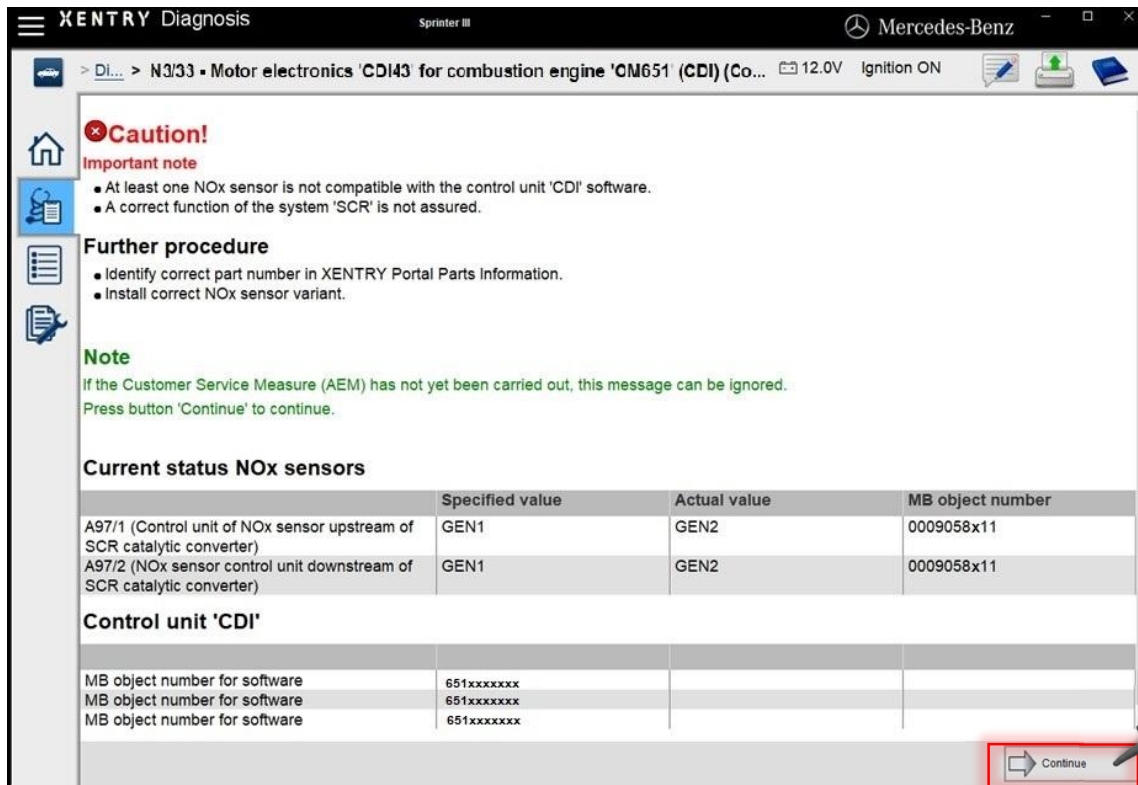 XENTRY Diagnosis
Sprinter III
Mercedes-Benz
> Di... > N3/33 - Motor electronics 'CDI43' for combustion engine 'OM651' (CDI) (Co...
12.0V
Ignition ON
Caution!
Important note
• At least one NOx sensor is not compatible with the control unit 'CDI' software.
• A correct function of the system 'SCR' is not assured.
Further procedure
• Identify correct part number in XENTRY Portal Parts Information.
• Install correct NOx sensor variant.
Note
If the Customer Service Measure (AEM) has not yet been carried out, this message can be ignored.
Press button 'Continue' to continue.
Current status NOx sensors
Specified value Actual value MB object number
A97/1 (Control unit of NOx sensor upstream of GEN1 GEN2 0009058x11
SCR catalytic converter)
A97/2 (NOx sensor control unit downstream of GEN1 GEN2 0009058x11
SCR catalytic converter)
Control unit 'CDI'
MB object number for software 651xxxxxxx
MB object number for software 651xxxxxxx
MB object number for software 651xxxxxxx
Continue